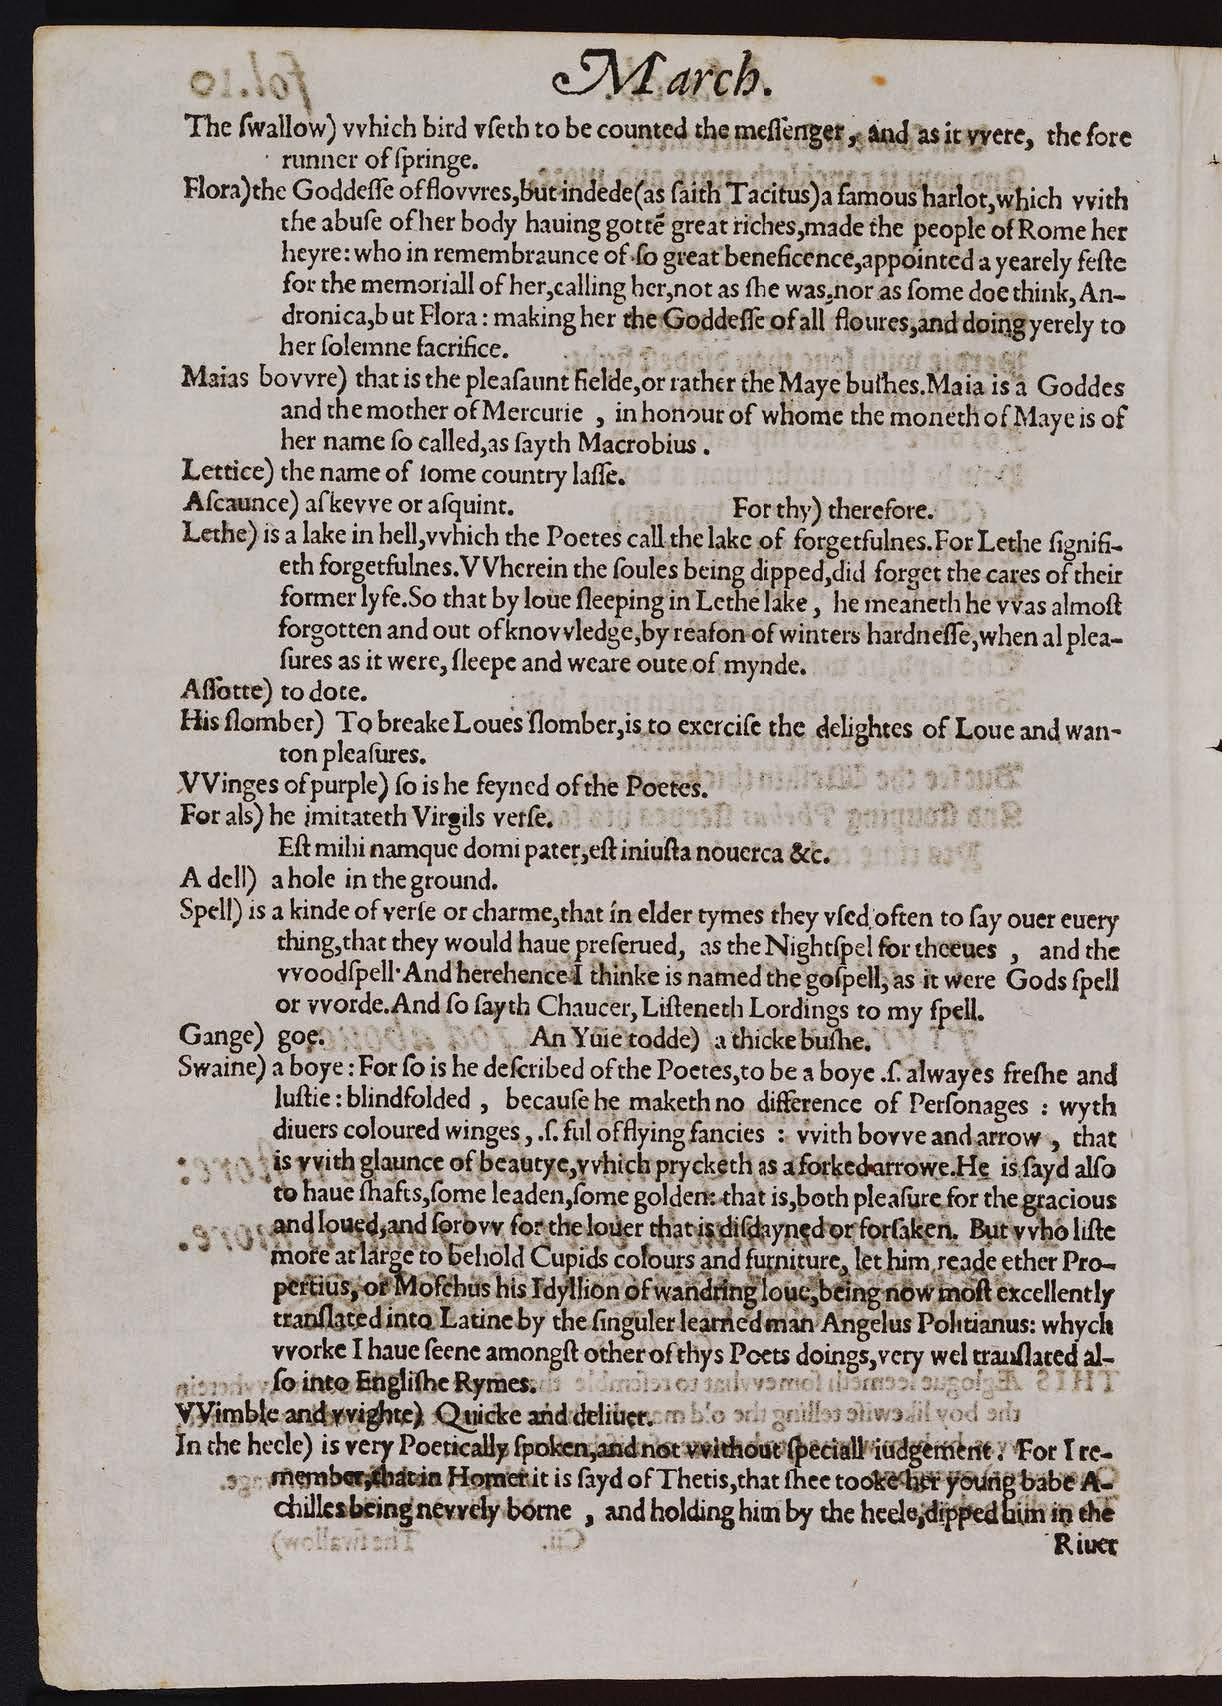 March.
The ſwallow) vvhich bird vſeth to be counted the meſſenger, and as it vvere, the fore
runner of ſpringe.
Flora)the Goddeſſe of flovvres,but indede(as ſaith Tacitus)a famous harlot,which vvith
the abuſe of her body hauing gottẽ great riches,made the people of Rome her
heyre: who in remembraunce of ſo great beneficence,appointed a yearely feſte
for the memoriall of her,calling her,not as ſhe was,nor as ſome doe think, An-
dronica,but Flora: making her the Goddeſſe of all floures,and doing yerely to
her ſolemne ſacrifice.
Maias bovvre) that is the pleaſaunt fielde,or rather the Maye buſhes.Maia is a Goddes
and the mother of Mercurie , in honour of whome the moneth of Maye is of
her name ſo called,as ſayth Macrobius .
Lettice) the name of ſome country laſſe.
Aſcaunce) aſkevve or aſquint. For thy) therefore.
Lethe) is a lake in hell,vvhich the Poetes call the lake of forgetfulnes.For Lethe ſignifi-
eth forgetfulnes.VVherein the ſoules being dipped,did forget the cares of their
former lyfe.So that by loue ſleeping in Lethe lake , he meaneth he vvas almoſt
forgotten and out of knovvledge,by reaſon of winters hardneſſe,when al plea-
ſures as it were, ſleepe and weare oute of mynde.
Aſſotte) to dote.
His ſlomber) To breake Loues ſlomber,is to exerciſe the delightes of Loue and wan-
ton pleaſures.
VVinges of purple) ſo is he feyned of the Poetes.
For als) he imitateth Virgils verſe.
Eſt mihi namque domi pater,eſt iniuſta nouerca &c.
A dell) a hole in the ground.
Spell) is a kinde of verſe or charme,that in elder tymes they vſed often to ſay ouer euery
thing,that they would haue preſerued, as the Nightſpel for theeues , and the
vvoodſpell. And herehence I thinke is named the goſpell, as it were Gods ſpell
or vvorde.And ſo ſayth Chaucer, Liſteneth Lordings to my ſpell.
Gange) goe. An Yuie todde) a thicke buſhe.
Swaine) a boye: For ſo is he deſcribed of the Poetes,to be a boye .ſ. alwayes freſhe and
luſtie: blindfolded , becauſe he maketh no difference of Perſonages : wyth
diuers coloured winges, .ſ. ful of flying fancies : vvith bovve and arrow , that
is vvith glaunce of beautye,vvhich prycketh as a forked arrowe.He is ſayd alſo
to haue ſhafts,ſome leaden,ſome golden: that is,both pleaſure for the gracious
and loued,and ſorovv for the louer that is diſdayned or forſaken. But vvho liſte
more at large to behold Cupids colours and furniture, let him reade ether Pro-
pertius, or Moſchus his Idyllion of wandring loue,being now moſt excellently
tranſlated into Latine by the ſinguler learned man Angelus Politianus: whych
vvorke I haue ſeene amongſt other of thys Poets doings,very wel tranſlated al-
ſo into Engliſhe Rymes.
VVimble and vvighte) Quicke and deliuer.
In the heele) is very Poetically ſpoken,and not vvithout ſpeciall iudgement. For I re-
member,that in Homer it is ſayd of Thetis,that ſhee tooke her young babe A-
chilles being nevvely borne , and holding him by the heele,dipped him in the
Riuer